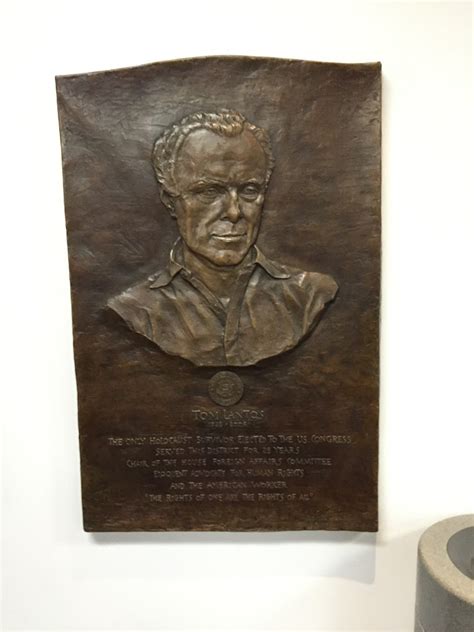 TOM LANTOS
1928 - 2008
THE ONLY HOLOCAUST SURVIVOR ELECTED TO THE US CONGRESS
SERVED THIS DISTRICT FOR 28 YEARS
CHAIR OF THE HOUSE FOREIGN AFFAIRS COMMITTEE
ELOQUENT ADVOCATE FOR HUMAN RIGHTS
AND THE AMERICAN WORKER
"THE RIGHTS OF ONE ARE THE RIGHTS OF ALL"